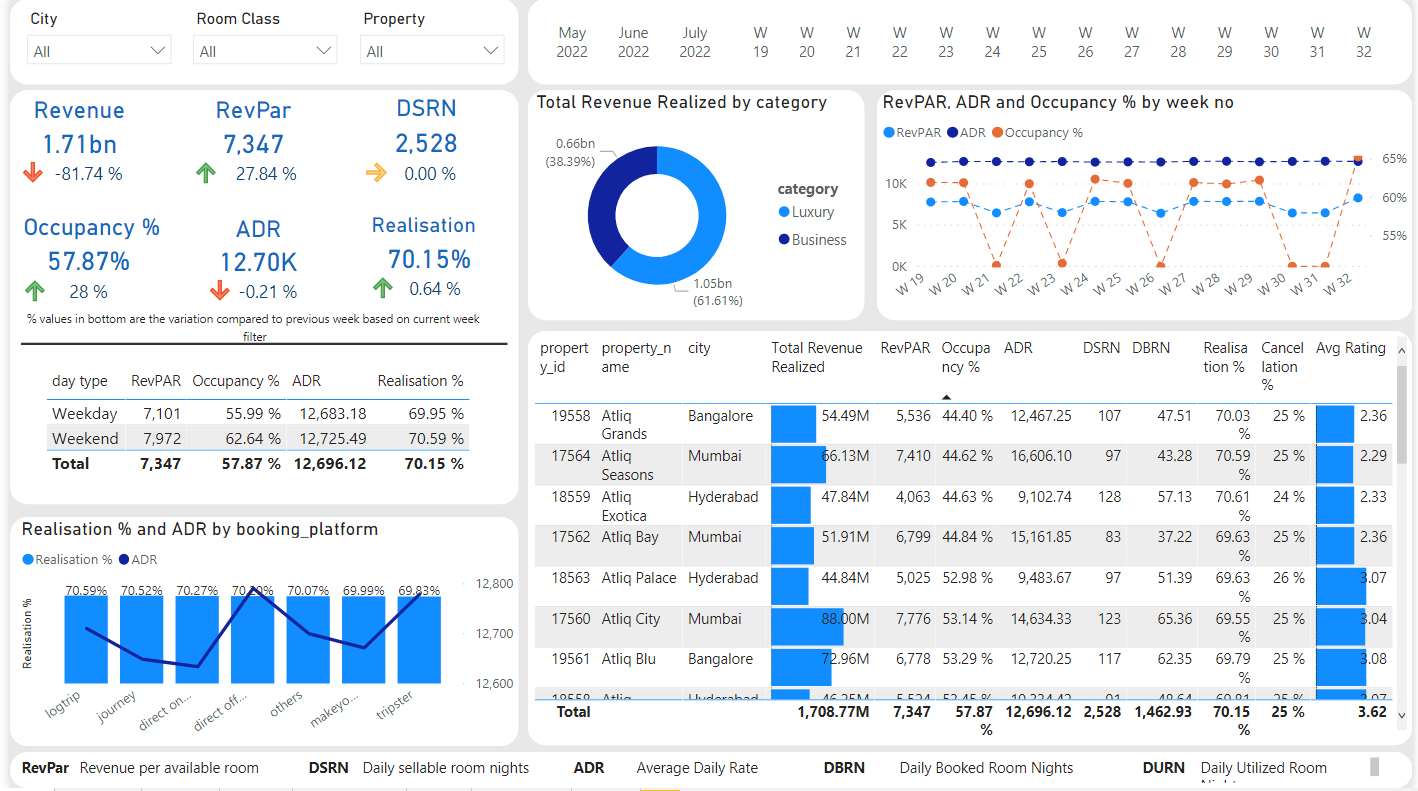 City
Room Class
Property
All
All
All
May 2022
June 2022
July 2022
W 19
W 20
W 21
W 22
W 23
W 24
W 25
W 26
W 27
W 28
W 29
W 30
W 31
W 32
Revenue
1.71bn
-81.74 %
RevPar
7,347
27.84 %
DSRN
2,528
0.00 %
Occupancy %
57.87%
28 %
ADR
12.70K
-0.21 %
Realisation
70.15%
0.64 %
% values in bottom are the variation compared to previous week based on current week
filter
day type RevPAR Occupancy % ADR Realisation %
Weekday 7,101 55.99 % 12,683.18 69.95 %
Weekend 7,972 62.64 % 12,725.49 70.59 %
Total 7,347 57.87 % 12,696.12 70.15 %
Realisation % and ADR by booking_platform
Realisation % ADR
70.59% 70.52% 70.27% 70.07% 69.99% 69.83%
Realisation %
12,800
12,700
12,600
logtrip
journey
direct on...
direct off...
others
makeyo...
tripster
Total Revenue Realized by category
0.66bn
(38.39%)
1.05bn
(61.61%)
category
Luxury
Business
RevPAR, ADR and Occupancy % by week no
RevPAR ADR Occupancy %
10K
5K
0K
65%
60%
55%
W 19
W 20
W 21
W 22
W 23
W 24
W 25
W 26
W 27
W 28
W 29
W 30
W 31
W 32
propert property_n city Total Revenue RevPAR Occupa ADR DSRN DBRN Realisa Cancel Avg Rating
y_id ame Realized ncy % tion % lation
%
19558 Atliq Bangalore 54.49M 5,536 44.40 % 12,467.25 107 47.51 70.03 25 % 2.36
Grands %
17564 Atliq Mumbai 66.13M 7,410 44.62 % 16,606.10 97 43.28 70.59 25 % 2.29
Seasons %
18559 Atliq Hyderabad 47.84M 4,063 44.63 % 9,102.74 128 57.13 70.61 24 % 2.33
Exotica %
17562 Atliq Bay Mumbai 51.91M 6,799 44.84 % 15,161.85 83 37.22 69.63 25 % 2.36
%
18563 Atliq Palace Hyderabad 44.84M 5,025 52.98 % 9,483.67 97 51.39 69.63 26 % 3.07
%
17560 Atliq City Mumbai 88.00M 7,776 53.14 % 14,634.33 123 65.36 69.55 25 % 3.04
%
19561 Atliq Blu Bangalore 72.96M 6,778 53.29 % 12,720.25 117 62.35 69.79 25 % 3.08
%
Total 1,708.77M 7,347 57.87 12,696.12 2,528 1,462.93 70.15 25 % 3.62
% %
RevPar Revenue per available room DSRN Daily sellable room nights ADR Average Daily Rate DBRN Daily Booked Room Nights DURN Daily Utilized Room